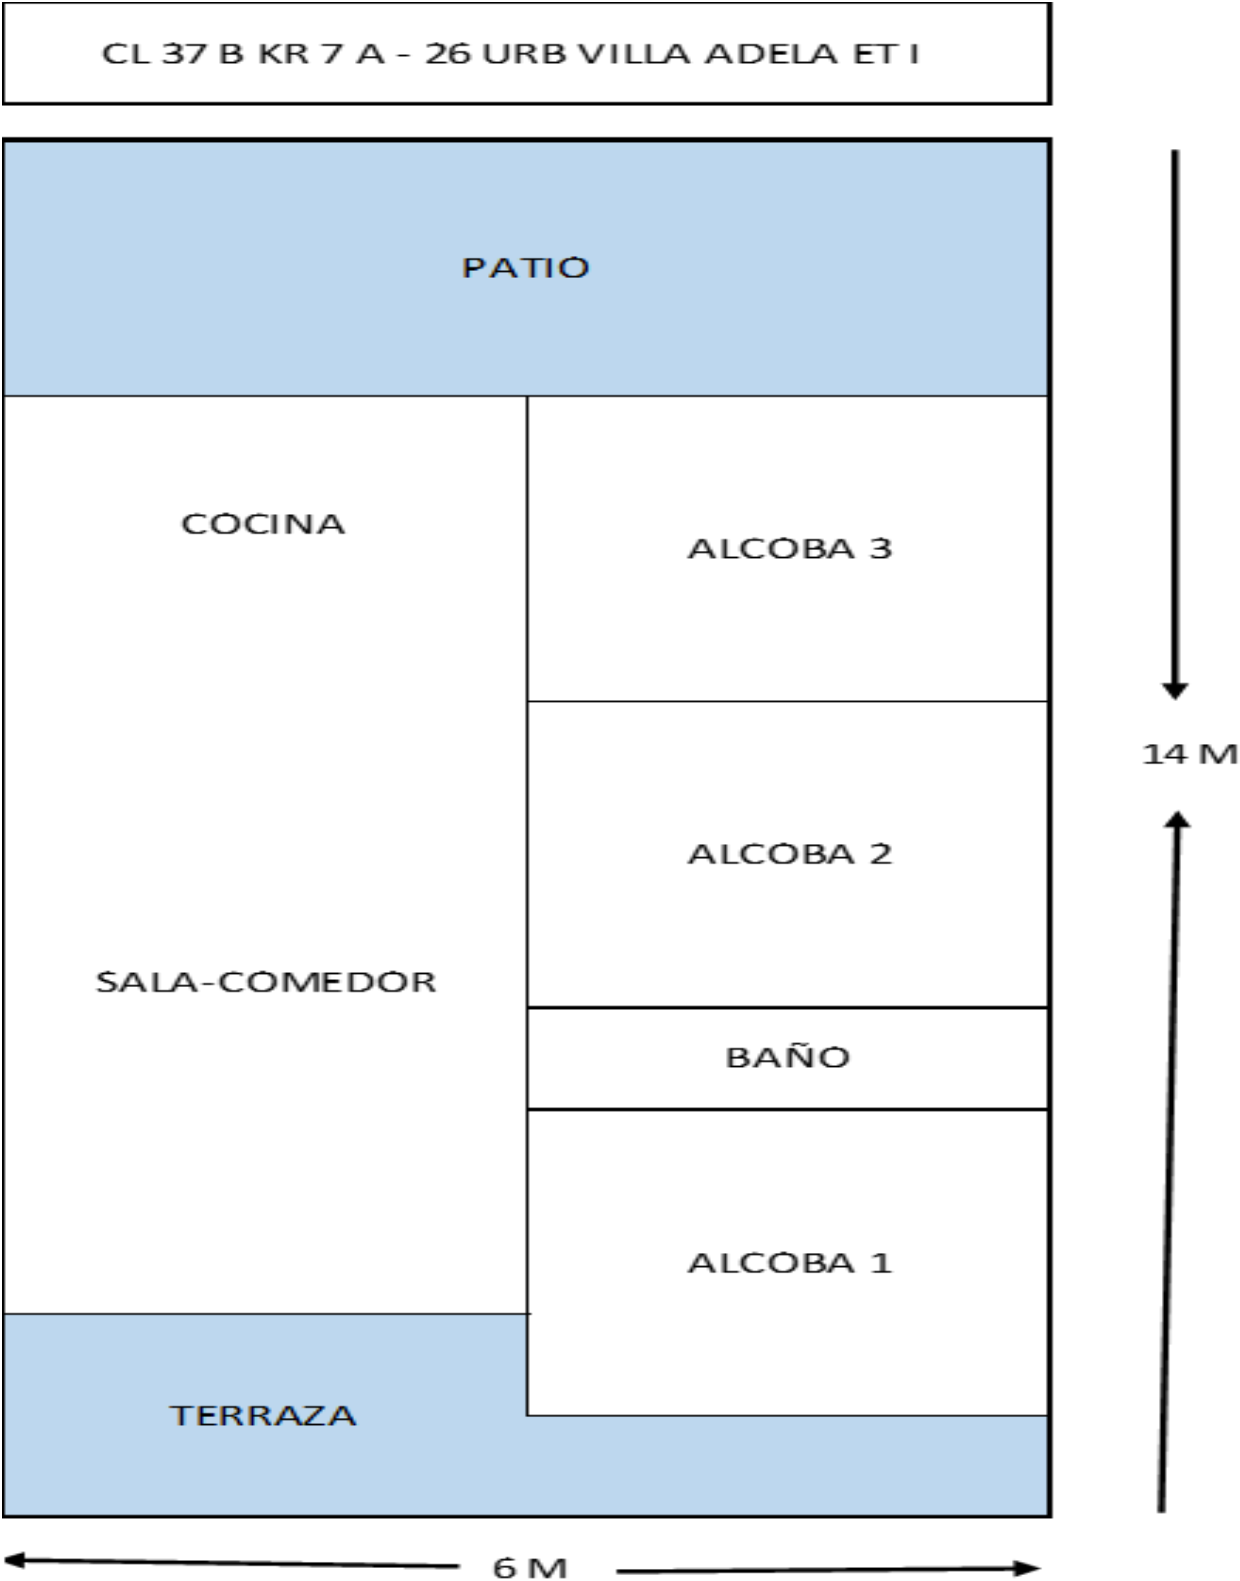 CL 37 B KR 7 A - 26 URB VILLA ADELA ET I
PATIO
COCINA
ALCOBA 3
14 M
ALCOBA 2
SALA-COMEDOR
BAÑO
ALCOBA 1
TERRAZA
6 M